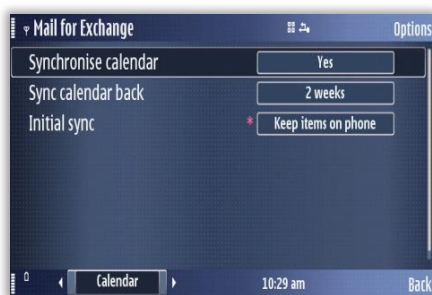 Mail for Exchange Options
Synchronise calendar Yes
Sync calendar back 2 weeks
Initial sync * Keep items on phone
Calendar 10:29 am Back